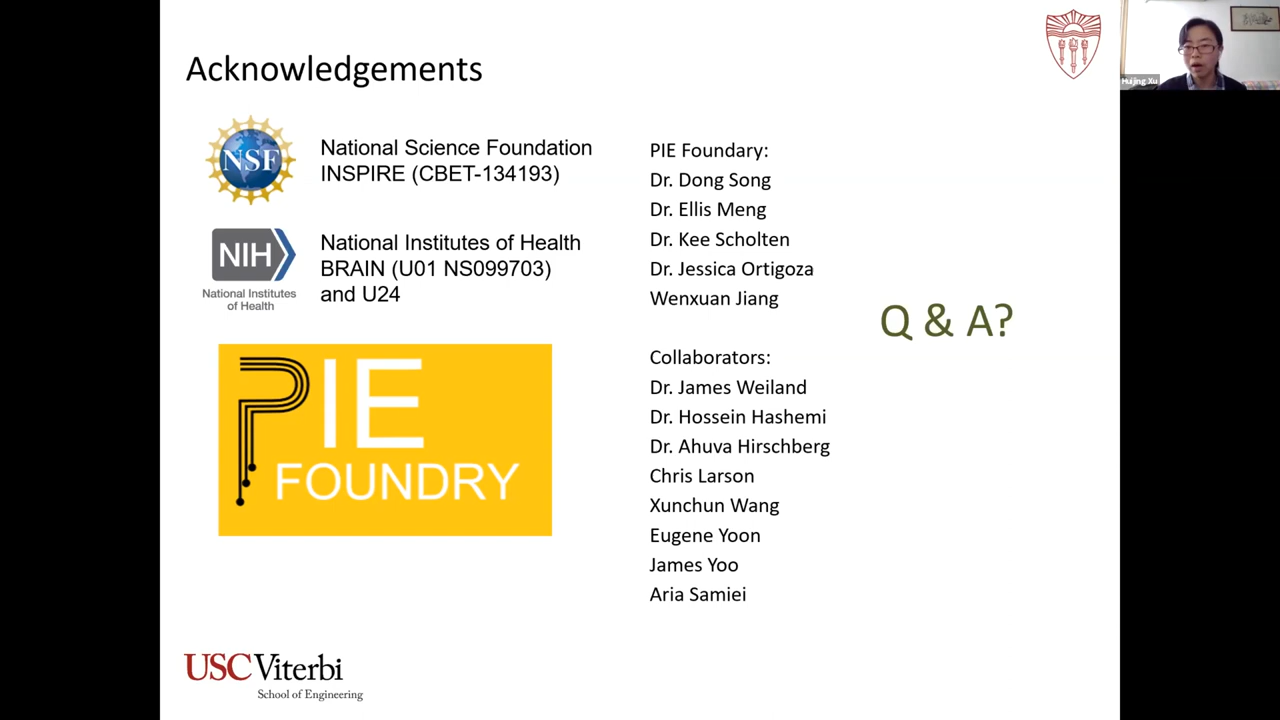 Acknowledgements
NSF
National Science Foundation
INSPIRE (CBET-134193)
NIH
National Institutes
of Health
National Institutes of Health
BRAIN (U01 NS099703)
and U24
PIE
FOUNDRY
PIE Foundary:
Dr. Dong Song
Dr. Ellis Meng
Dr. Kee Scholten
Dr. Jessica Ortigoza
Wenxuan Jiang
Collaborators:
Dr. James Weiland
Dr. Hossein Hashemi
Dr. Ahuva Hirschberg
Chris Larson
Xunchun Wang
Eugene Yoon
James Yoo
Aria Samiei
Q & A?
USC Viterbi
School of Engineering
Huijing Xu